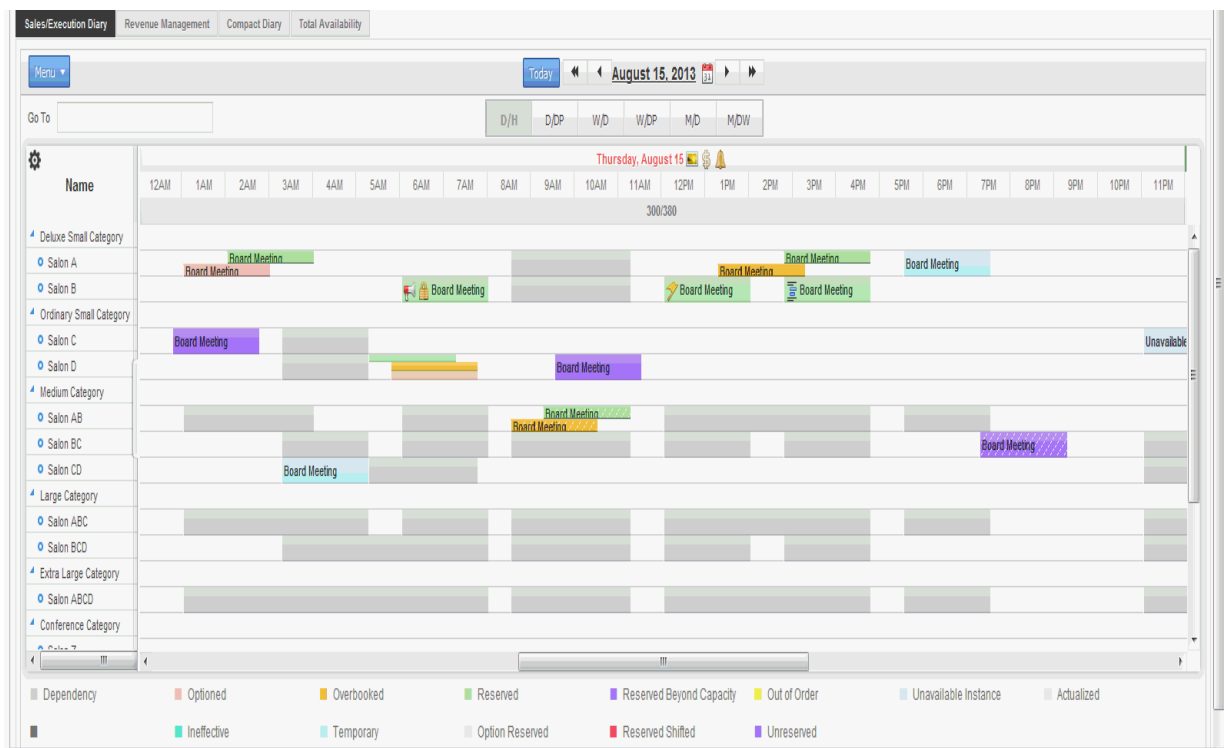 Sales/Execution Diary Revenue Management Compact Diary Total Availability
Menu Today August 15, 2013 31
Go To D/H D/DP W/D W/DP M/D M/DW
Thursday, August 15
Name 12AM 1AM 2AM 3AM 4AM 5AM 6AM 7AM 8AM 9AM 10AM 11AM 12PM 1PM 2PM 3PM 4PM 5PM 6PM 7PM 8PM 9PM 10PM 11PM
300/380
Deluxe Small Category
Salon A Board Meeting Board Meeting Board Meeting Board Meeting Board Meeting
Salon B Board Meeting Board Meeting Board Meeting
Ordinary Small Category
Salon C Board Meeting Unavailable
Salon D Board Meeting
Medium Category
Salon AB Board Meeting Board Meeting
Salon BC Board Meeting
Salon CD Board Meeting
Large Category
Salon ABC
Salon BCD
Extra Large Category
Salon ABCD
Conference Category
Dependency Optioned Overbooked Reserved Reserved Beyond Capacity Out of Order Unavailable Instance Actualized
Ineffective Temporary Option Reserved Reserved Shifted Unreserved